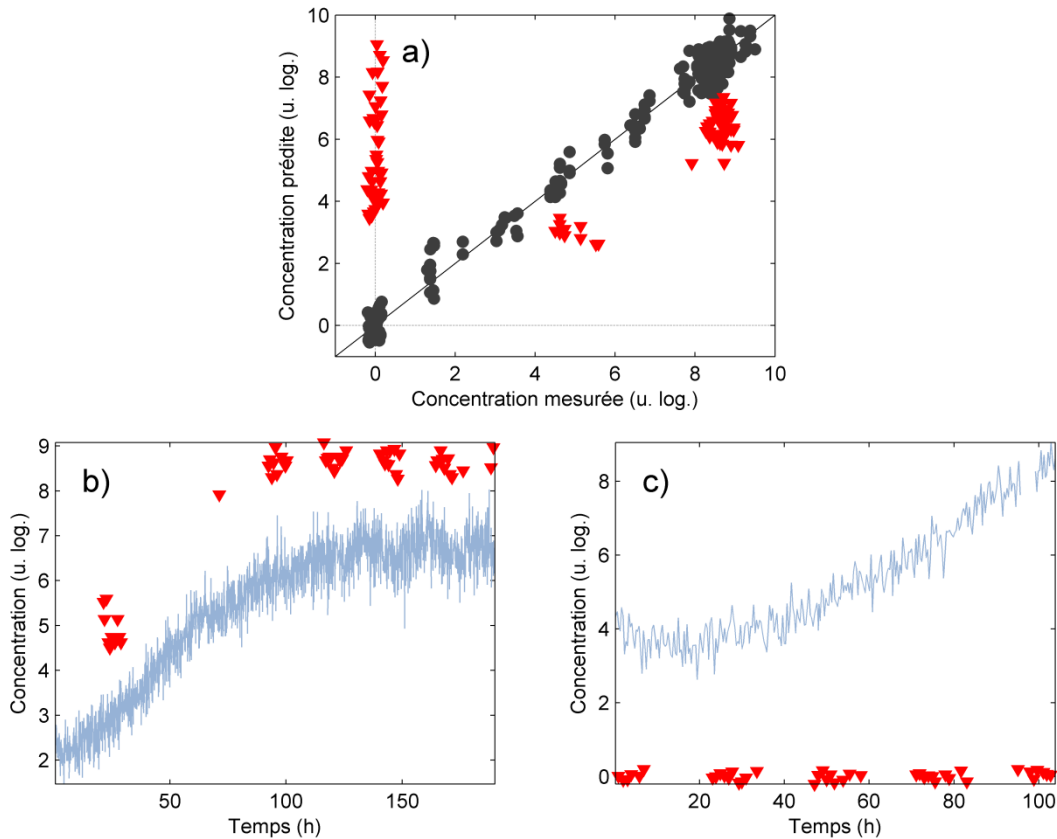 a)
Concentration prédite (u. log.)
10
8
6
4
2
0
0 2 4 6 8 10
Concentration mesurée (u. log.)
b)
Concentration (u. log.)
9
8
7
6
5
4
3
2
50 100 150
Temps (h)
c)
Concentration (u. log.)
8
6
4
2
0
20 40 60 80 100
Temps (h)